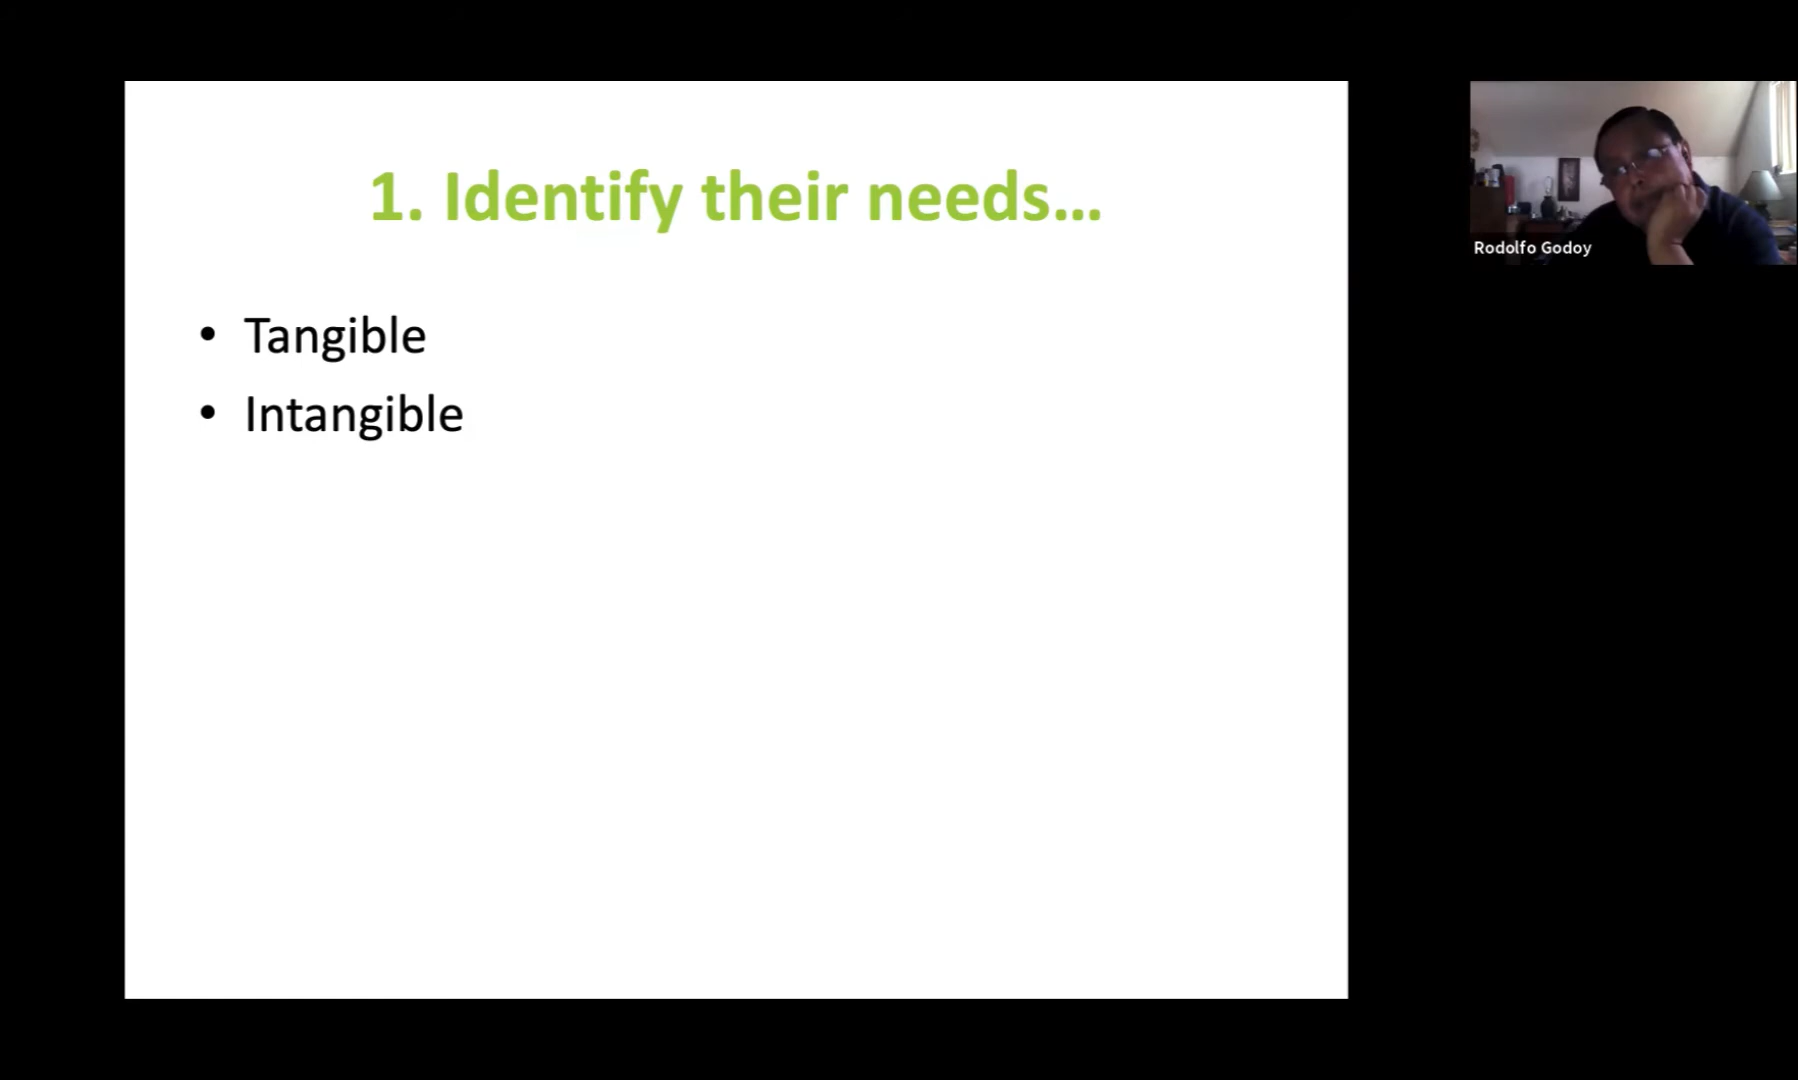 1. Identify their needs...
• Tangible
• Intangible
Rodolfo Godoy